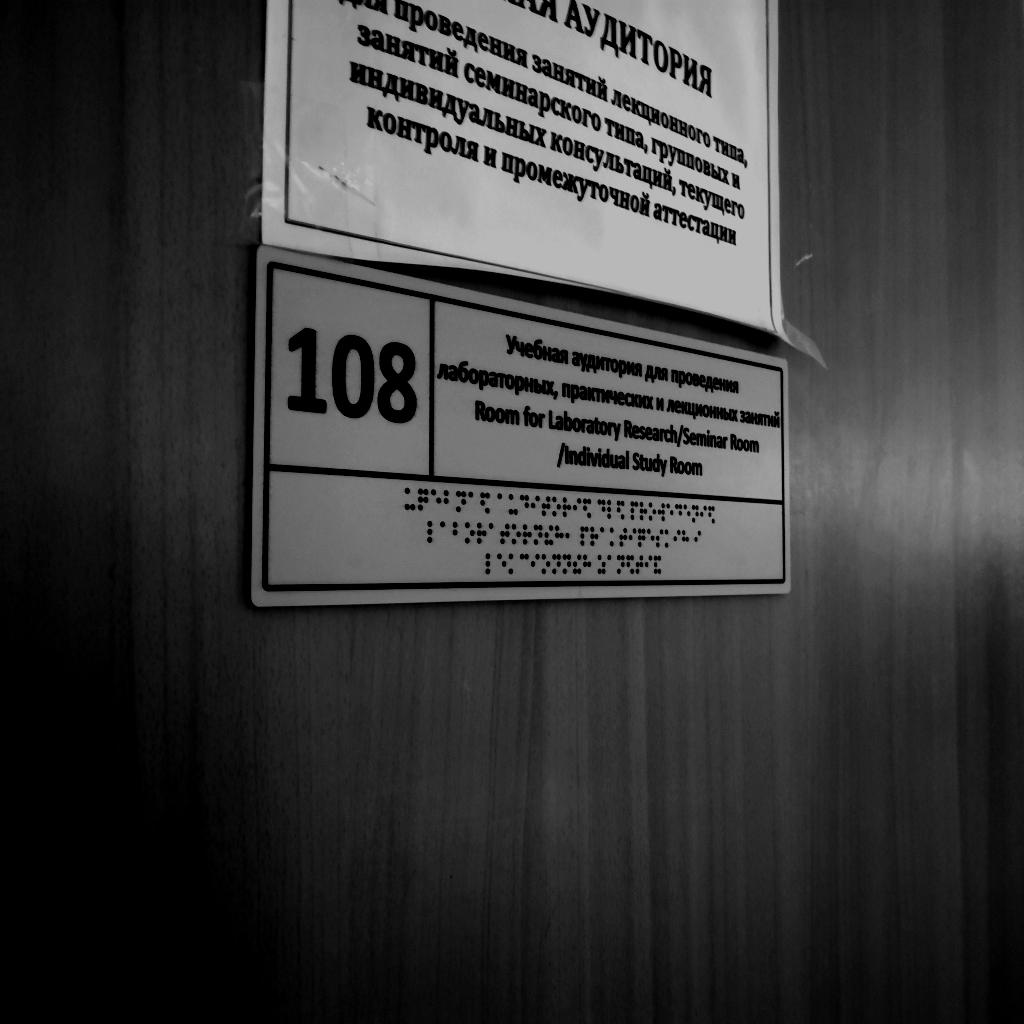 АУДИТОРИЯ
для проведения занятий лекционного типа,
занятий семинарского типа, групповых и
индивидуальных консультаций, текущего
контроля и промежуточной аттестации
108
Учебная аудитория для проведения
лабораторных, практических и лекционных занятий
Room for Laboratory Research/Seminar Room
/Individual Study Room